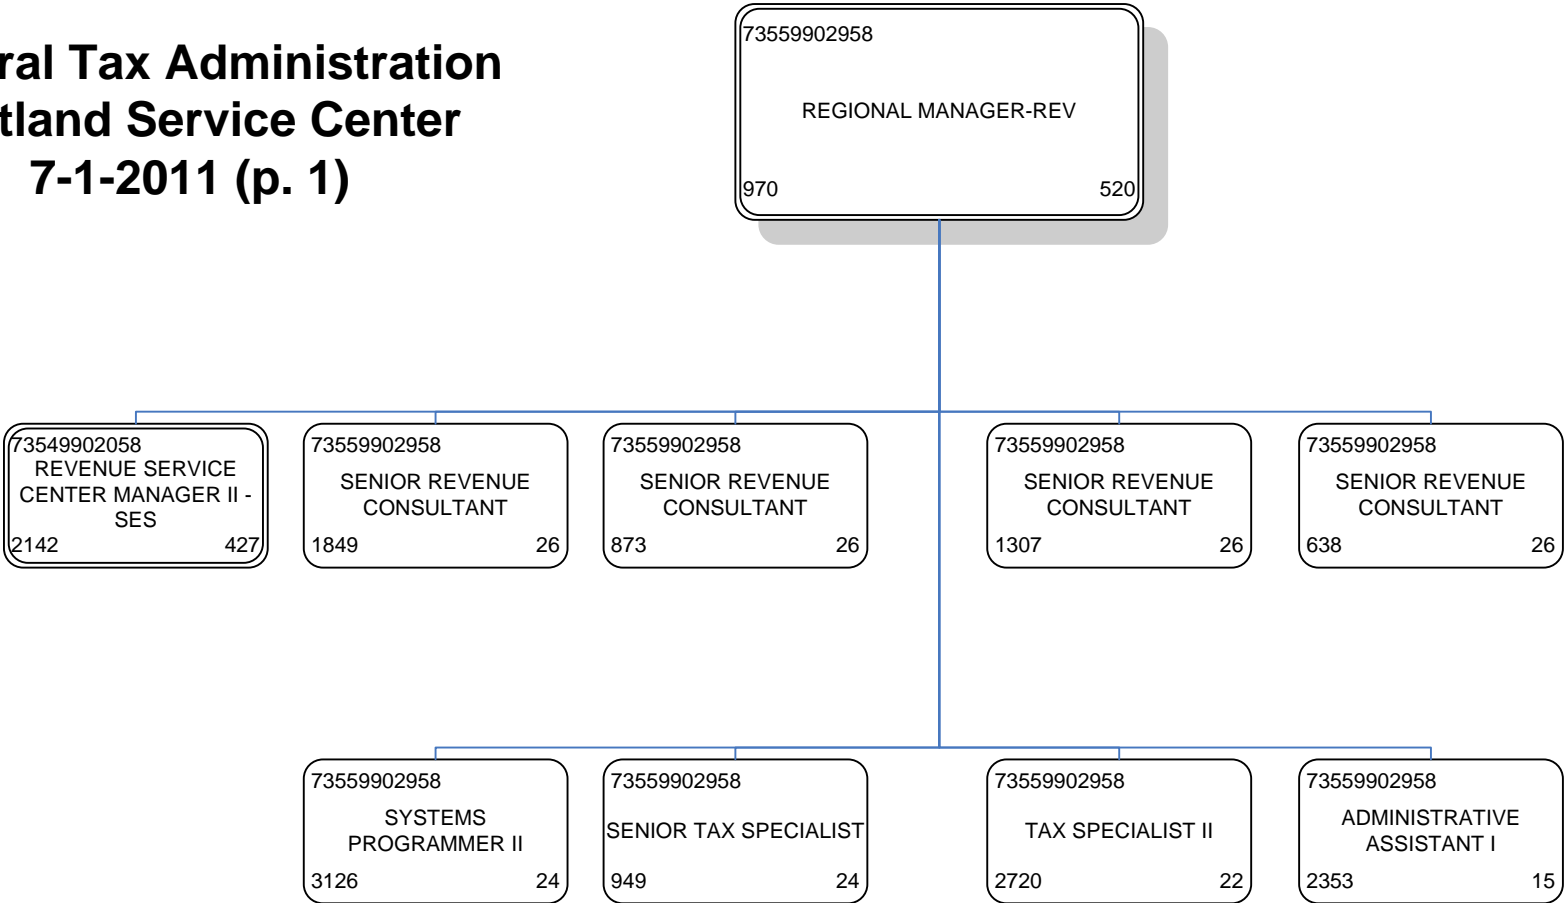 Tax Administration
Service Center
7-1-2011 (p. 1)
73559902958
REGIONAL MANAGER-REV
970 520
73549902058
REVENUE SERVICE
CENTER MANAGER II -
SES
2142 427
73559902958
SENIOR REVENUE
CONSULTANT
1849 26
73559902958
SENIOR REVENUE
CONSULTANT
873 26
73559902958
SENIOR REVENUE
CONSULTANT
1307 26
73559902958
SENIOR REVENUE
CONSULTANT
638 26
73559902958
SYSTEMS
PROGRAMMER II
3126 24
73559902958
SENIOR TAX SPECIALIST
949 24
73559902958
TAX SPECIALIST II
2720 22
73559902958
ADMINISTRATIVE
ASSISTANT I
2353 15